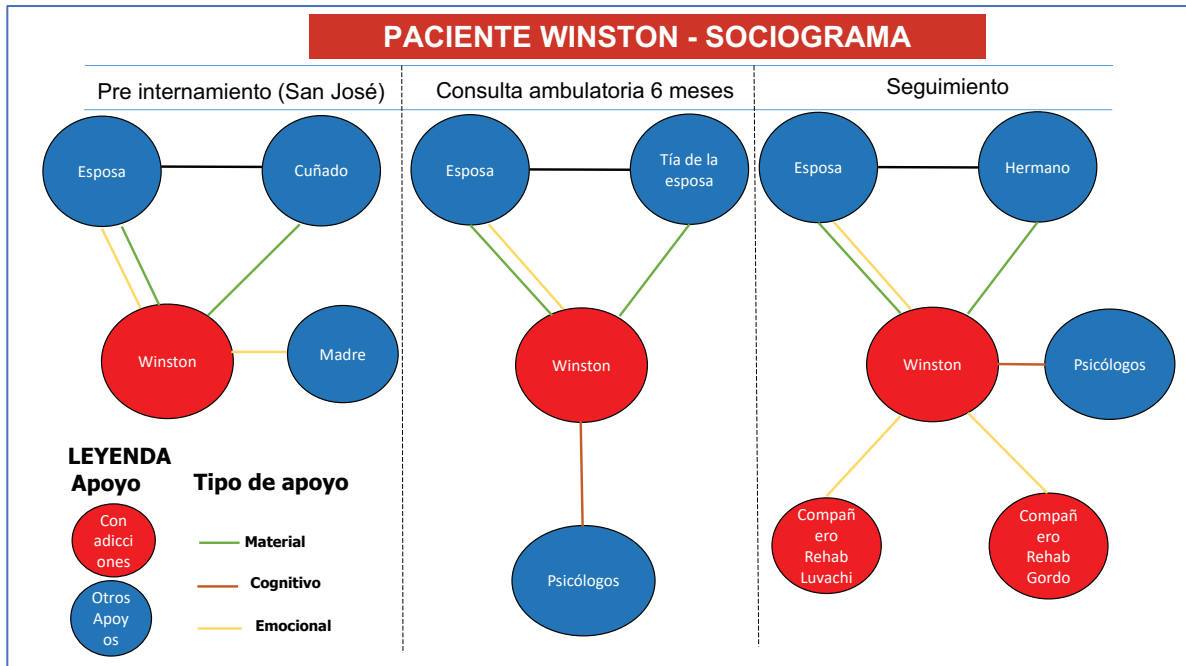 PACIENTE WINSTON - SOCIOGRAMA
Pre internamiento (San José)
Consulta ambulatoria 6 meses
Seguimiento
Esposa
Cuñado
Winston
Madre
Esposa
Tía de la
esposa
Winston
Psicólogos
Esposa
Hermano
Winston
Psicólogos
Compañ
ero
Rehab
Luvachi
Compañ
ero
Rehab
Gordo
LEYENDA
Apoyo
Con
adicci
ones
Otros
Apoy
os
Tipo de apoyo
Material
Cognitivo
Emocional